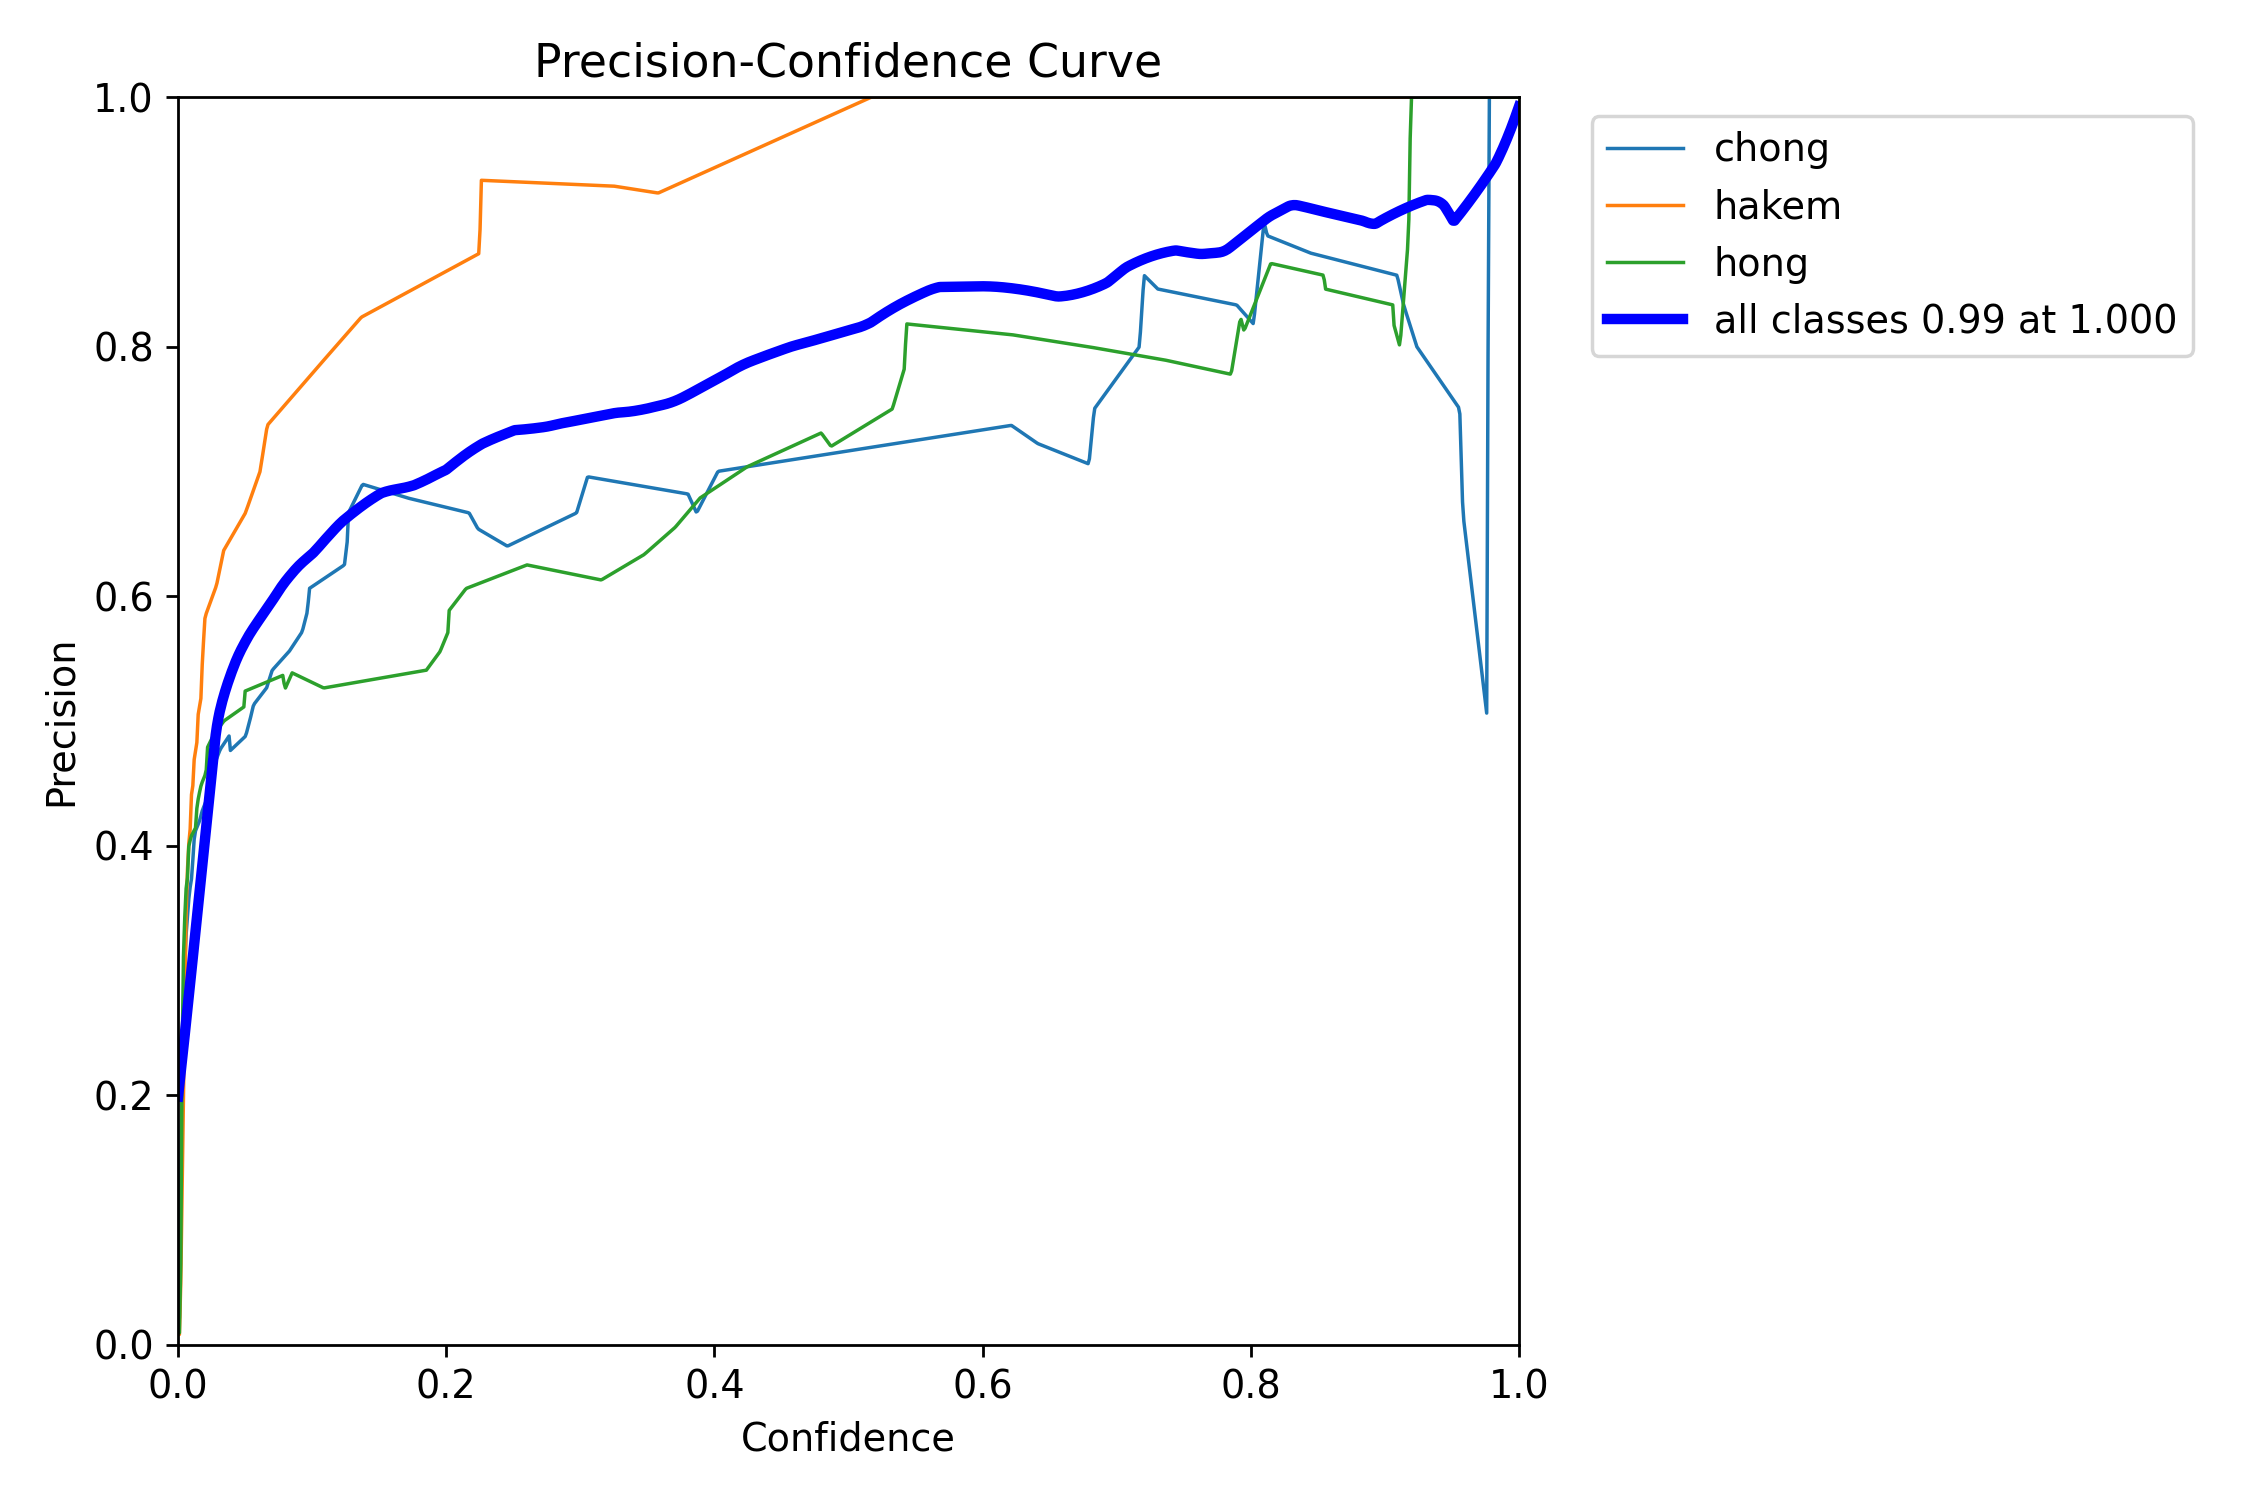 Precision-Confidence Curve
1.0
0.8
0.6
0.4
0.2
0.0
Precision
0.0 0.2 0.4 0.6 0.8 1.0
Confidence
chong
hakem
hong
all classes 0.99 at 1.000